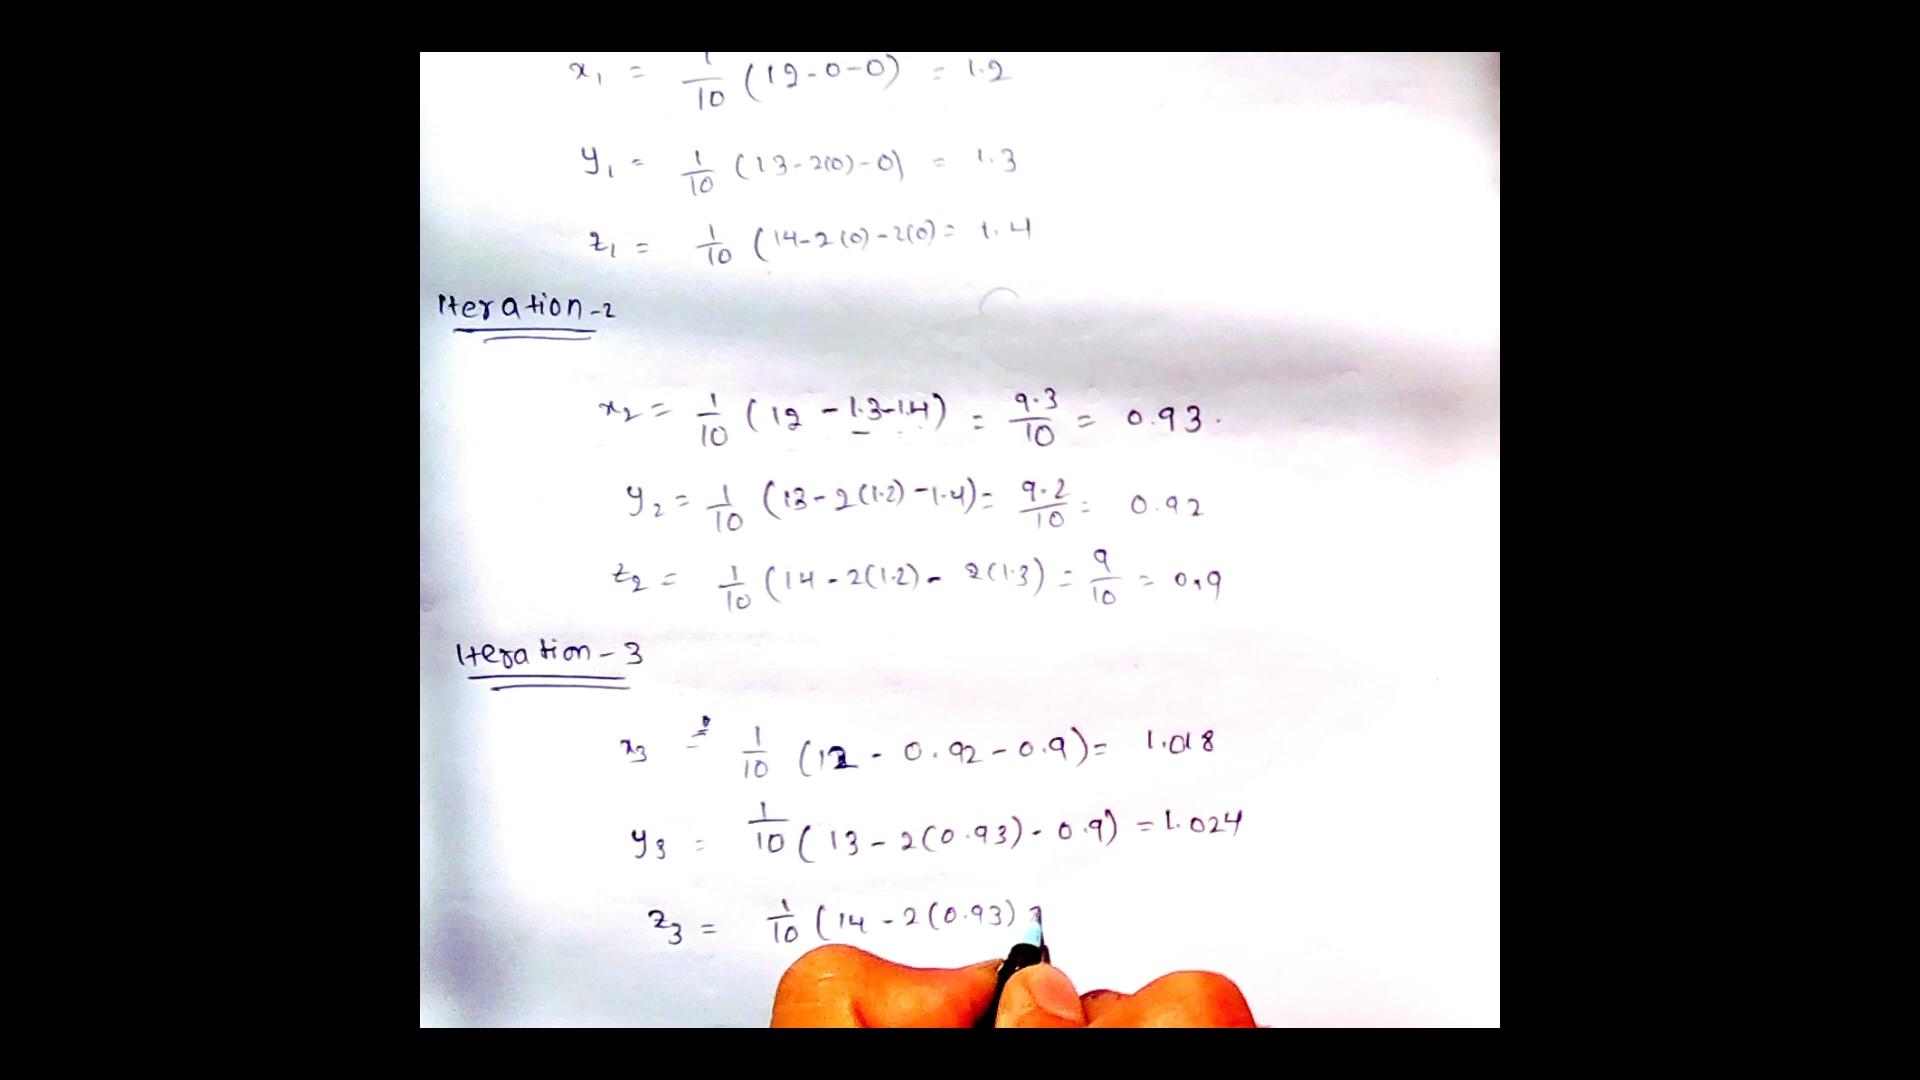 x₁ = 1/10 (12-0-0) = 1.2
y₁ = 1/10 (13-2(0)-0) = 1.3
z₁ = 1/10 (14-2(0)-2(0) = 1.4
Iteration-2
x₂ = 1/10 (12 - 1.3-1.4) = 9.3/10 = 0.93.
y₂ = 1/10 (13-2(1.2)-1.4) = 9.2/10 = 0.92
z₂ = 1/10 (14-2(1.2)- 2(1.3) = 9/10 = 0.9
Iteration-3
x₃ = 1/10 (12 - 0.92-0.9) = 1.018
y₃ = 1/10 (13-2(0.93)-0.9) = 1.024
z₃ = 1/10 (14-2(0.93)